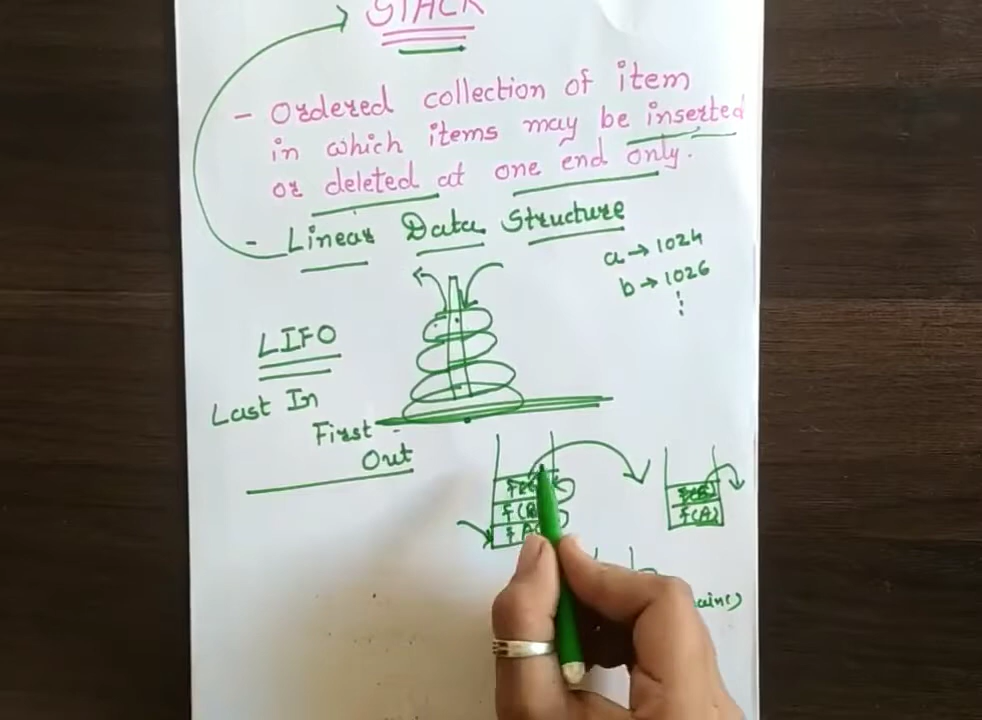 STACK
- Ordered collection of item
in which items may be inserted
or deleted at one end only.
- Linear Data Structure
a → 1024
b → 1026
LIFO
Last In
First
Out
f(B)
f(A)